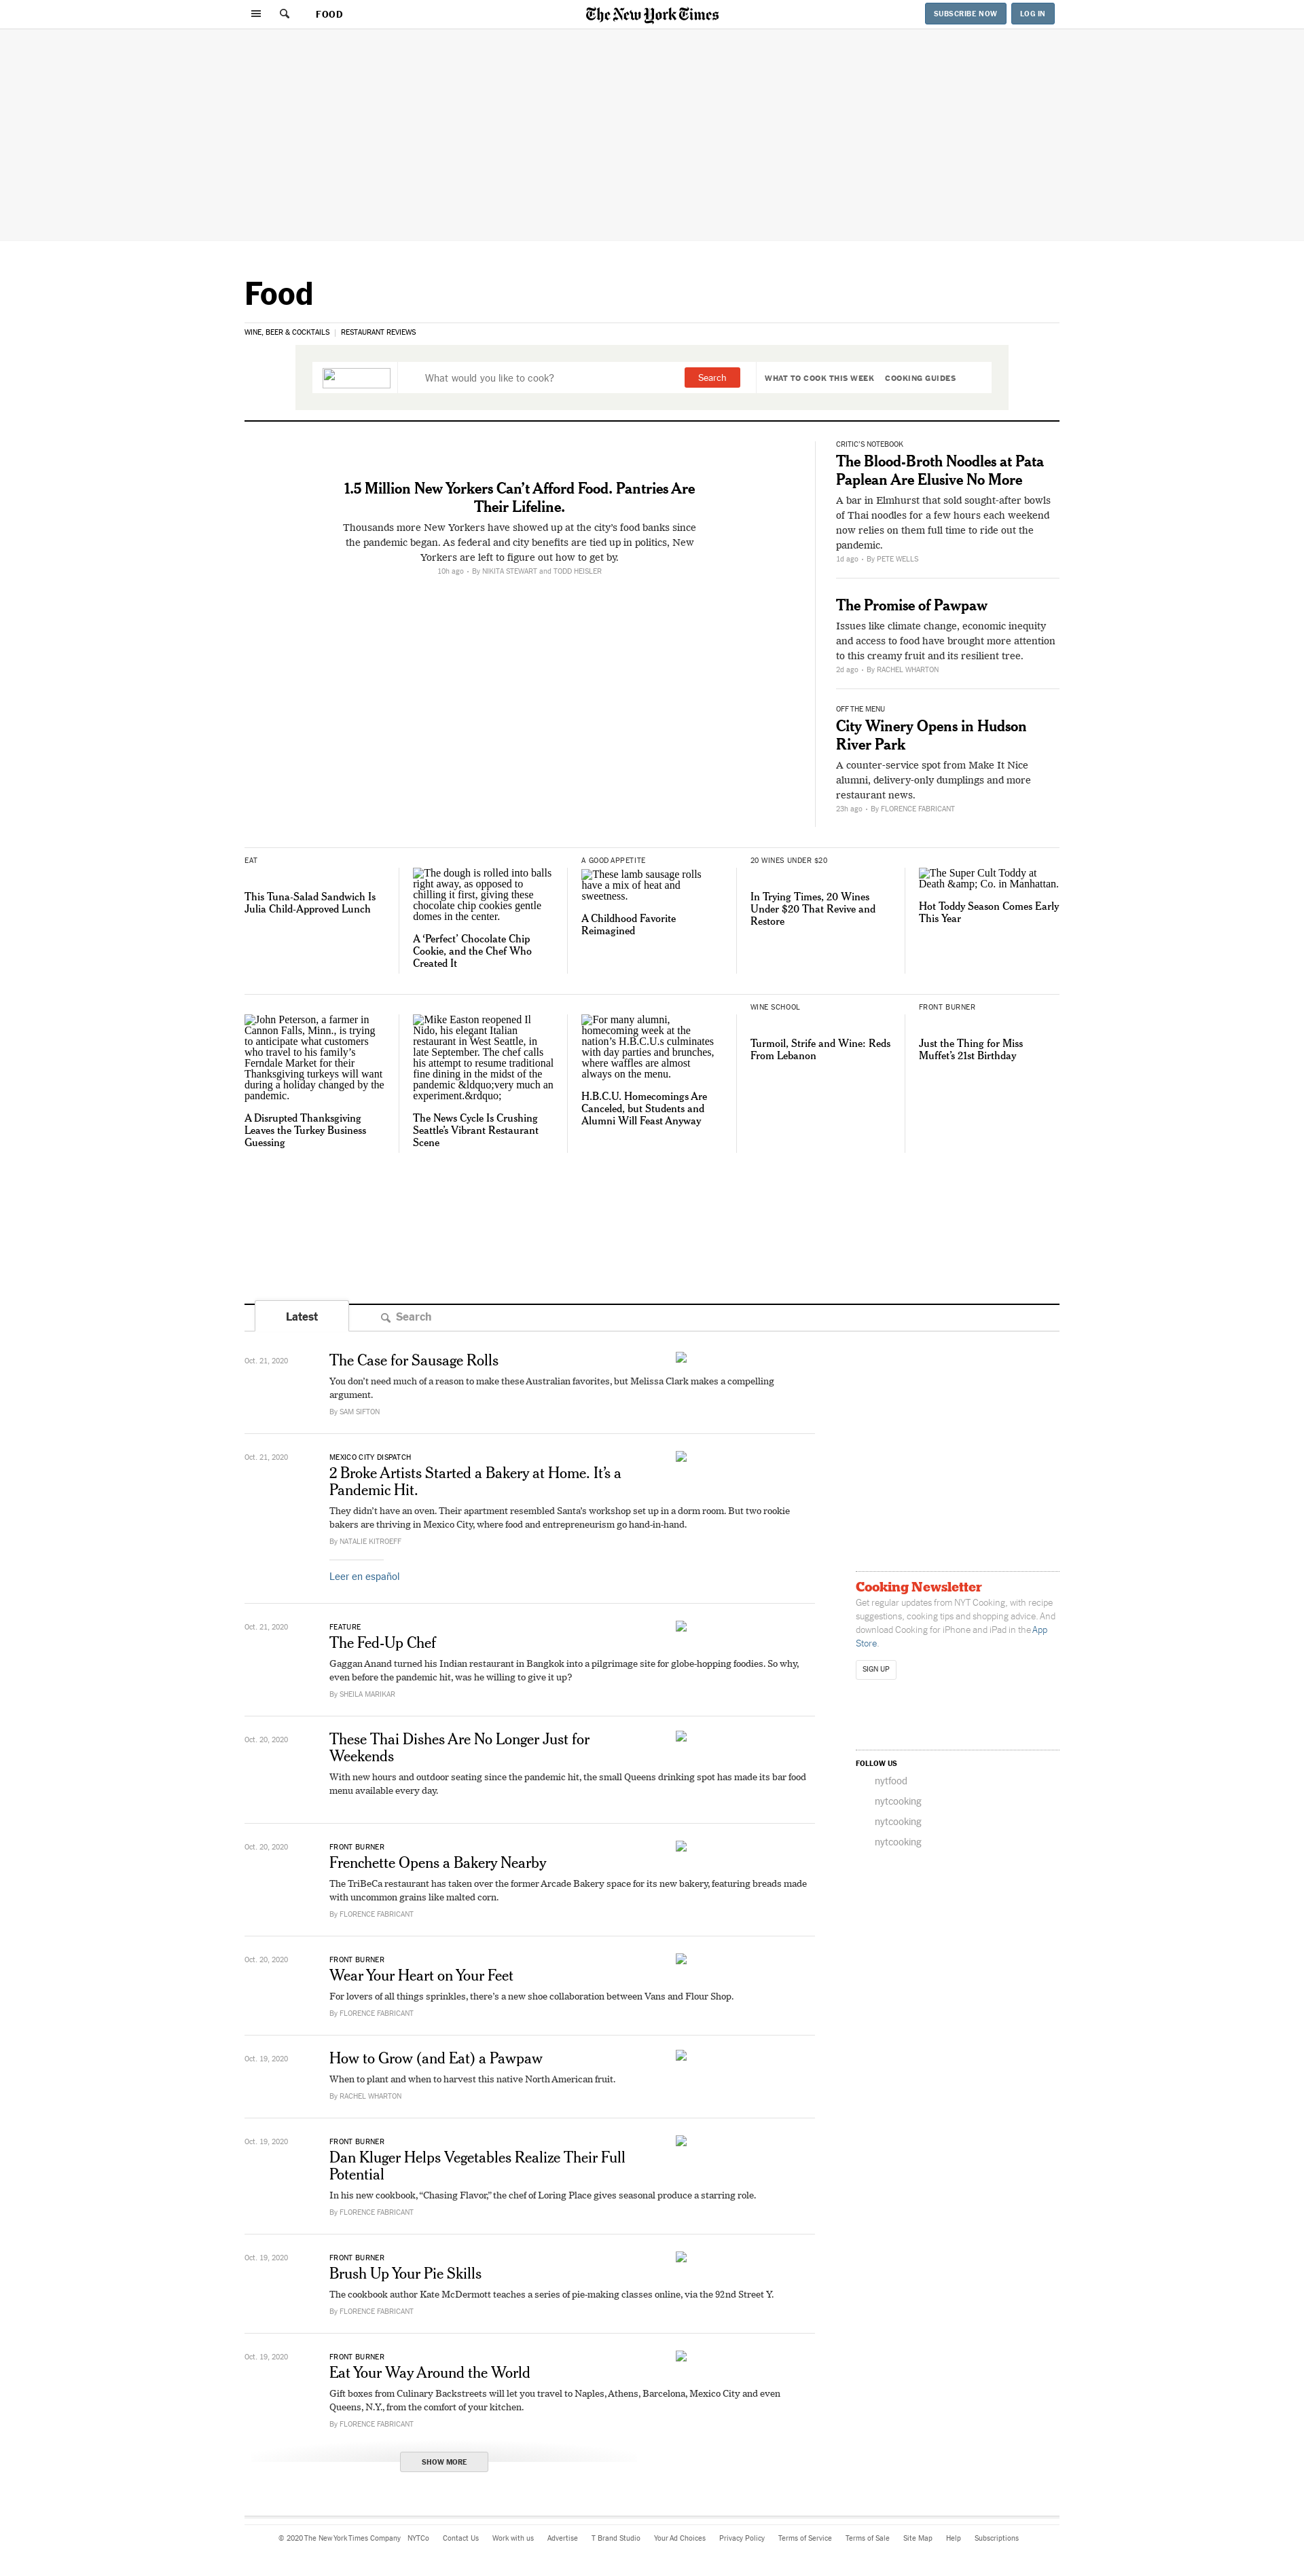 FOOD
The New York Times
SUBSCRIBE NOW
LOG IN
Food
WINE, BEER & COCKTAILS
RESTAURANT REVIEWS
What would you like to cook?
Search
WHAT TO COOK THIS WEEK
COOKING GUIDES
1.5 Million New Yorkers Can’t Afford Food. Pantries Are
Their Lifeline.
Thousands more New Yorkers have showed up at the city’s food banks since
the pandemic began. As federal and city benefits are tied up in politics, New
Yorkers are left to figure out how to get by.
10h ago • By NIKITA STEWART and TODD HEISLER
CRITIC’S NOTEBOOK
The Blood-Broth Noodles at Pata
Paplean Are Elusive No More
A bar in Elmhurst that sold sought-after bowls
of Thai noodles for a few hours each weekend
now relies on them full time to ride out the
pandemic.
1d ago • By PETE WELLS
The Promise of Pawpaw
Issues like climate change, economic inequity
and access to food have brought more attention
to this creamy fruit and its resilient tree.
2d ago • By RACHEL WHARTON
OFF THE MENU
City Winery Opens in Hudson
River Park
A counter-service spot from Make It Nice
alumni, delivery-only dumplings and more
restaurant news.
23h ago • By FLORENCE FABRICANT
EAT
This Tuna-Salad Sandwich Is
Julia Child-Approved Lunch
The dough is rolled into balls
right away, as opposed to
chilling it first, giving these
chocolate chip cookies gentle
domes in the center.
A ‘Perfect’ Chocolate Chip
Cookie, and the Chef Who
Created It
A GOOD APPETITE
These lamb sausage rolls
have a mix of heat and
sweetness.
A Childhood Favorite
Reimagined
20 WINES UNDER $20
In Trying Times, 20 Wines
Under $20 That Revive and
Restore
The Super Cult Toddy at
Death &amp; Co. in Manhattan.
Hot Toddy Season Comes Early
This Year
John Peterson, a farmer in
Cannon Falls, Minn., is trying
to anticipate what customers
who travel to his family’s
Ferndale Market for their
Thanksgiving turkeys will want
during a holiday changed by the
pandemic.
A Disrupted Thanksgiving
Leaves the Turkey Business
Guessing
Mike Easton reopened Il
Nido, his elegant Italian
restaurant in West Seattle, in
late September. The chef calls
his attempt to resume traditional
fine dining in the midst of the
pandemic &ldquo;very much an
experiment.&rdquo;
The News Cycle Is Crushing
Seattle’s Vibrant Restaurant
Scene
For many alumni,
homecoming week at the
nation’s H.B.C.U.s culminates
with day parties and brunches,
where waffles are almost
always on the menu.
H.B.C.U. Homecomings Are
Canceled, but Students and
Alumni Will Feast Anyway
WINE SCHOOL
Turmoil, Strife and Wine: Reds
From Lebanon
FRONT BURNER
Just the Thing for Miss
Muffet’s 21st Birthday
Latest
Search
Oct. 21, 2020
The Case for Sausage Rolls
You don’t need much of a reason to make these Australian favorites, but Melissa Clark makes a compelling
argument.
By SAM SIFTON
Oct. 21, 2020
MEXICO CITY DISPATCH
2 Broke Artists Started a Bakery at Home. It’s a
Pandemic Hit.
They didn’t have an oven. Their apartment resembled Santa’s workshop set up in a dorm room. But two rookie
bakers are thriving in Mexico City, where food and entrepreneurism go hand-in-hand.
By NATALIE KITROEFF
Leer en español
Oct. 21, 2020
FEATURE
The Fed-Up Chef
Gaggan Anand turned his Indian restaurant in Bangkok into a pilgrimage site for globe-hopping foodies. So why,
even before the pandemic hit, was he willing to give it up?
By SHEILA MARIKAR
Oct. 20, 2020
These Thai Dishes Are No Longer Just for
Weekends
With new hours and outdoor seating since the pandemic hit, the small Queens drinking spot has made its bar food
menu available every day.
Oct. 20, 2020
FRONT BURNER
Frenchette Opens a Bakery Nearby
The TriBeCa restaurant has taken over the former Arcade Bakery space for its new bakery, featuring breads made
with uncommon grains like malted corn.
By FLORENCE FABRICANT
Oct. 20, 2020
FRONT BURNER
Wear Your Heart on Your Feet
For lovers of all things sprinkles, there’s a new shoe collaboration between Vans and Flour Shop.
By FLORENCE FABRICANT
Oct. 19, 2020
How to Grow (and Eat) a Pawpaw
When to plant and when to harvest this native North American fruit.
By RACHEL WHARTON
Oct. 19, 2020
FRONT BURNER
Dan Kluger Helps Vegetables Realize Their Full
Potential
In his new cookbook, “Chasing Flavor,” the chef of Loring Place gives seasonal produce a starring role.
By FLORENCE FABRICANT
Oct. 19, 2020
FRONT BURNER
Brush Up Your Pie Skills
The cookbook author Kate McDermott teaches a series of pie-making classes online, via the 92nd Street Y.
By FLORENCE FABRICANT
Oct. 19, 2020
FRONT BURNER
Eat Your Way Around the World
Gift boxes from Culinary Backstreets will let you travel to Naples, Athens, Barcelona, Mexico City and even
Queens, N.Y., from the comfort of your kitchen.
By FLORENCE FABRICANT
SHOW MORE
Cooking Newsletter
Get regular updates from NYT Cooking, with recipe
suggestions, cooking tips and shopping advice. And
download Cooking for iPhone and iPad in the App
Store.
SIGN UP
FOLLOW US
nytfood
nytcooking
nytcooking
nytcooking
© 2020 The New York Times Company
NYTCo
Contact Us
Work with us
Advertise
T Brand Studio
Your Ad Choices
Privacy Policy
Terms of Service
Terms of Sale
Site Map
Help
Subscriptions